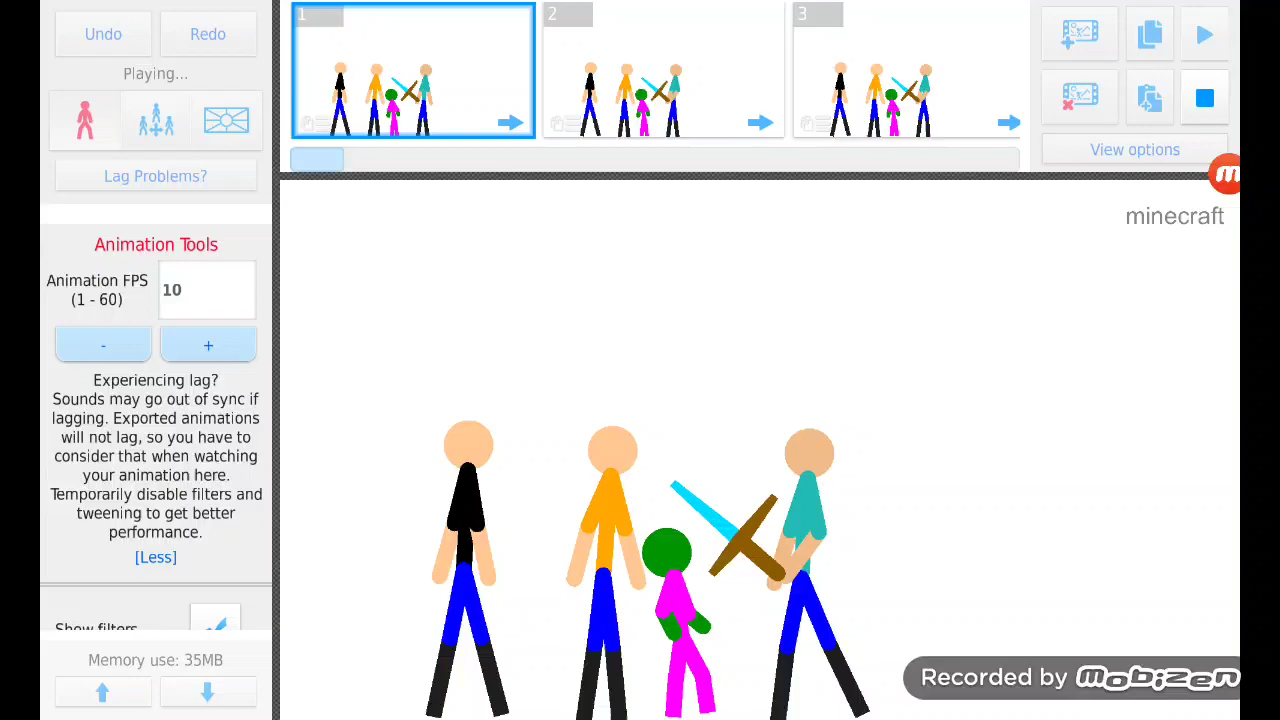 Undo
Redo
Playing...
Lag Problems?
Animation Tools
Animation FPS
(1 - 60)
10
-
+
Experiencing lag?
Sounds may go out of sync if
lagging. Exported animations
will not lag, so you have to
consider that when watching
your animation here.
Temporarily disable filters and
tweening to get better
performance.
[Less]
Show filters
Memory use: 35MB
1
2
3
View options
m
minecraft
Recorded by mobizen